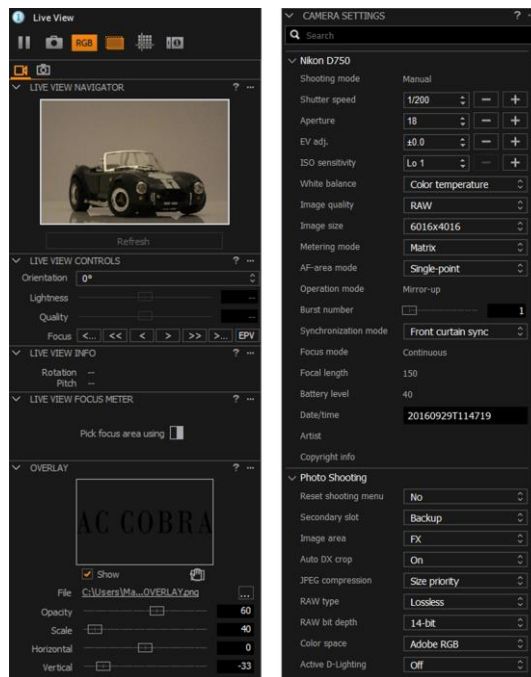 Live View
RGB
LIVE VIEW NAVIGATOR ? ...
Refresh
LIVE VIEW CONTROLS ? ...
Orientation 0°
Lightness --
Quality --
Focus <... << < > >> >... EPV
LIVE VIEW INFO ? ...
Rotation --
Pitch --
LIVE VIEW FOCUS METER ? ...
Pick focus area using
OVERLAY ? ...
AC COBRA
Show
File C:\Users\Ma...OVERLAY.png ...
Opacity 60
Scale 40
Horizontal 0
Vertical -33
CAMERA SETTINGS ? ...
Search
Nikon D750
Shooting mode Manual
Shutter speed 1/200 − +
Aperture 18 − +
EV adj. ±0.0 − +
ISO sensitivity Lo 1 − +
White balance Color temperature
Image quality RAW
Image size 6016x4016
Metering mode Matrix
AF-area mode Single-point
Operation mode Mirror-up
Burst number 1
Synchronization mode Front curtain sync
Focus mode Continuous
Focal length 150
Battery level 40
Date/time 20160929T114719
Artist
Copyright info
Photo Shooting
Reset shooting menu No
Secondary slot Backup
Image area FX
Auto DX crop On
JPEG compression Size priority
RAW type Lossless
RAW bit depth 14-bit
Color space Adobe RGB
Active D-Lighting Off